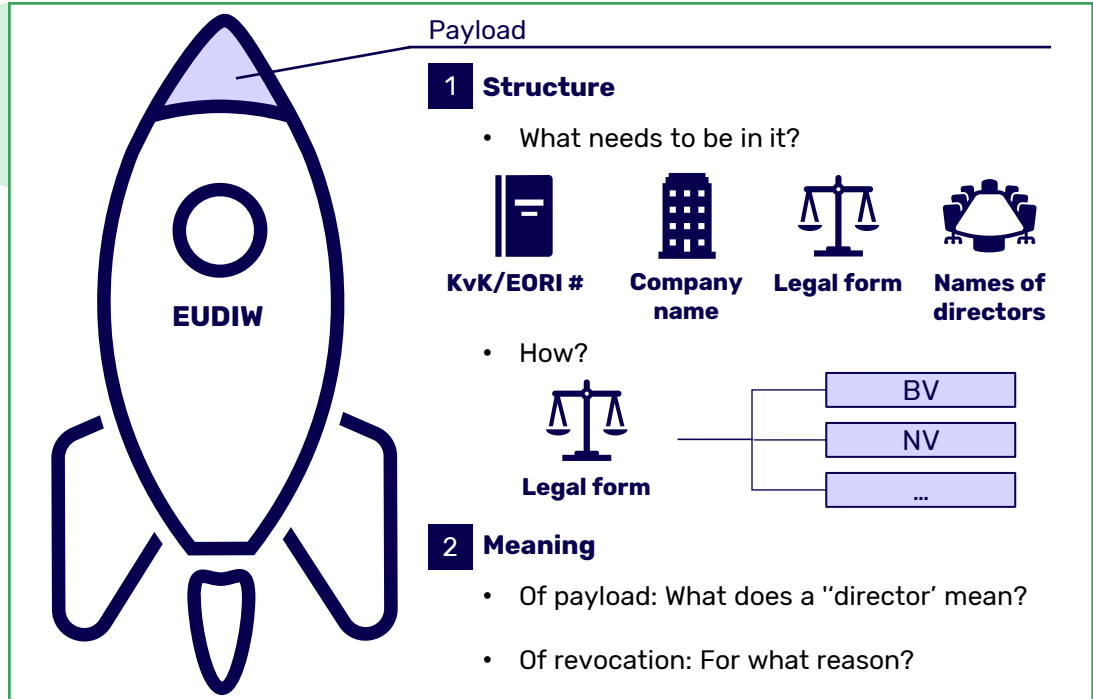 Payload
1 Structure
• What needs to be in it?
KvK/EORI #
Company
name
Legal form
Names of
directors
EUDIW
• How?
BV
NV
...
Legal form
2 Meaning
• Of payload: What does a "director' mean?
• Of revocation: For what reason?